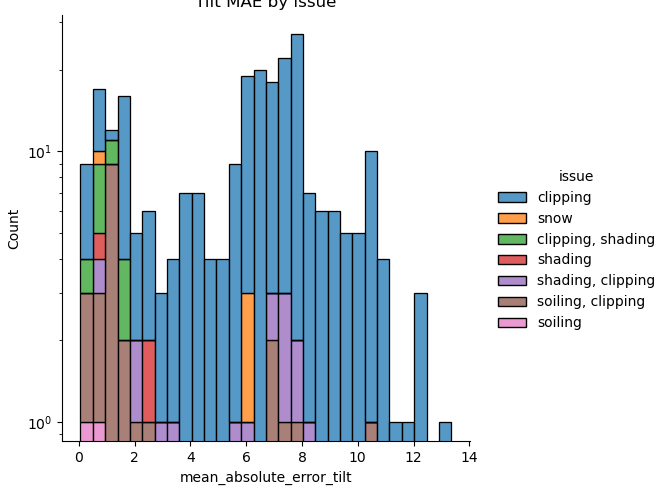 Tilt MAE by issue
Count
10¹
10⁰
0 2 4 6 8 10 12 14
mean_absolute_error_tilt
issue
clipping
snow
clipping, shading
shading
shading, clipping
soiling, clipping
soiling